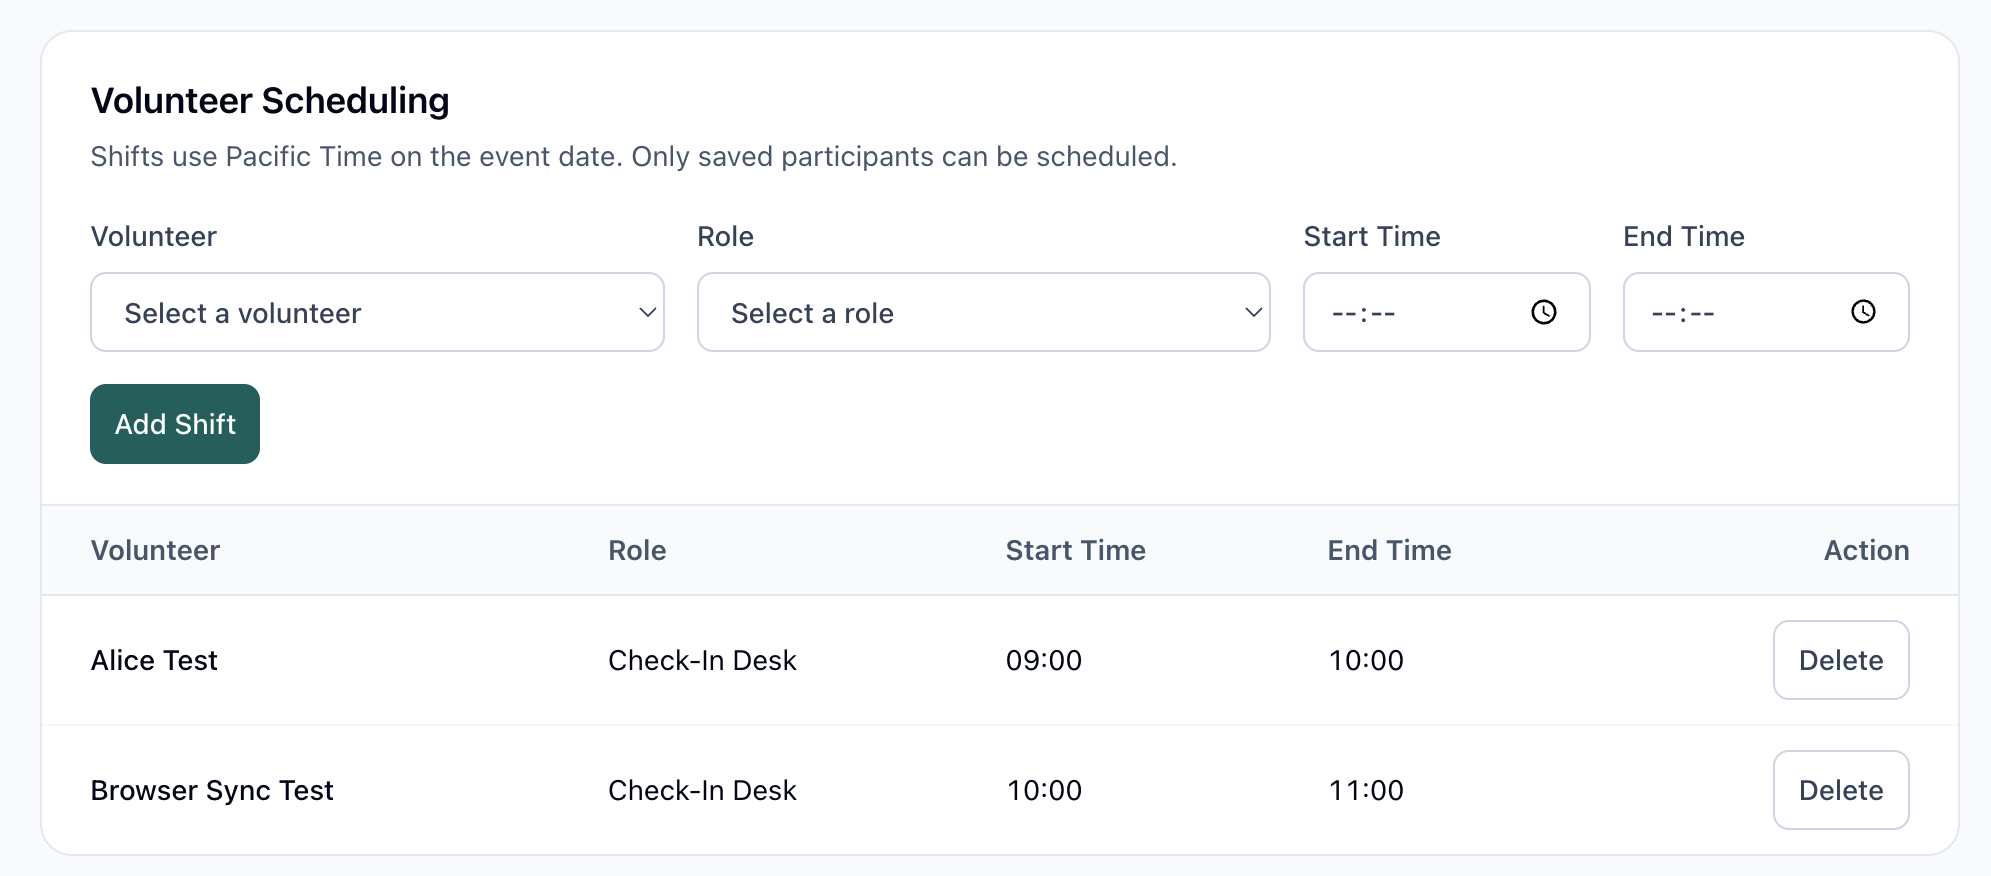 Volunteer Scheduling
Shifts use Pacific Time on the event date. Only saved participants can be scheduled.
Volunteer Role Start Time End Time
Select a volunteer Select a role --:-- --:--
Add Shift
Volunteer Role Start Time End Time Action
Alice Test Check-In Desk 09:00 10:00 Delete
Browser Sync Test Check-In Desk 10:00 11:00 Delete